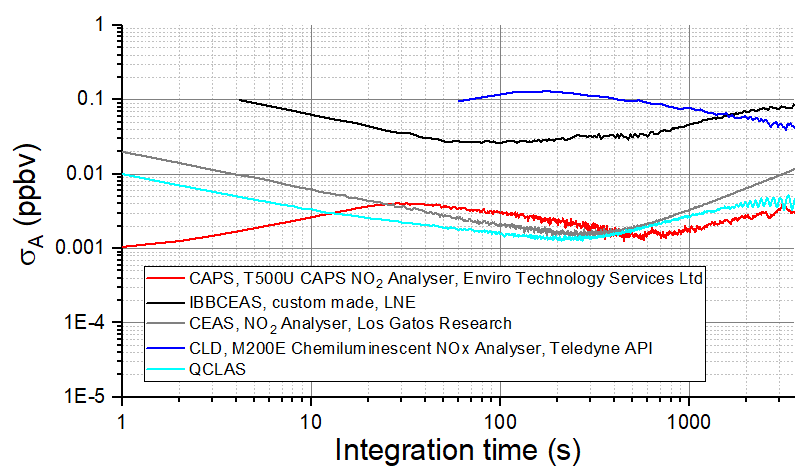 1
0.1
0.01
0.001
1E-4
1E-5
σA (ppbv)
CAPS, T500U CAPS NO2 Analyser, Enviro Technology Services Ltd
IBBCEAS, custom made, LNE
CEAS, NO2 Analyser, Los Gatos Research
CLD, M200E Chemiluminescent NOx Analyser, Teledyne API
QCLAS
1 10 100 1000
Integration time (s)